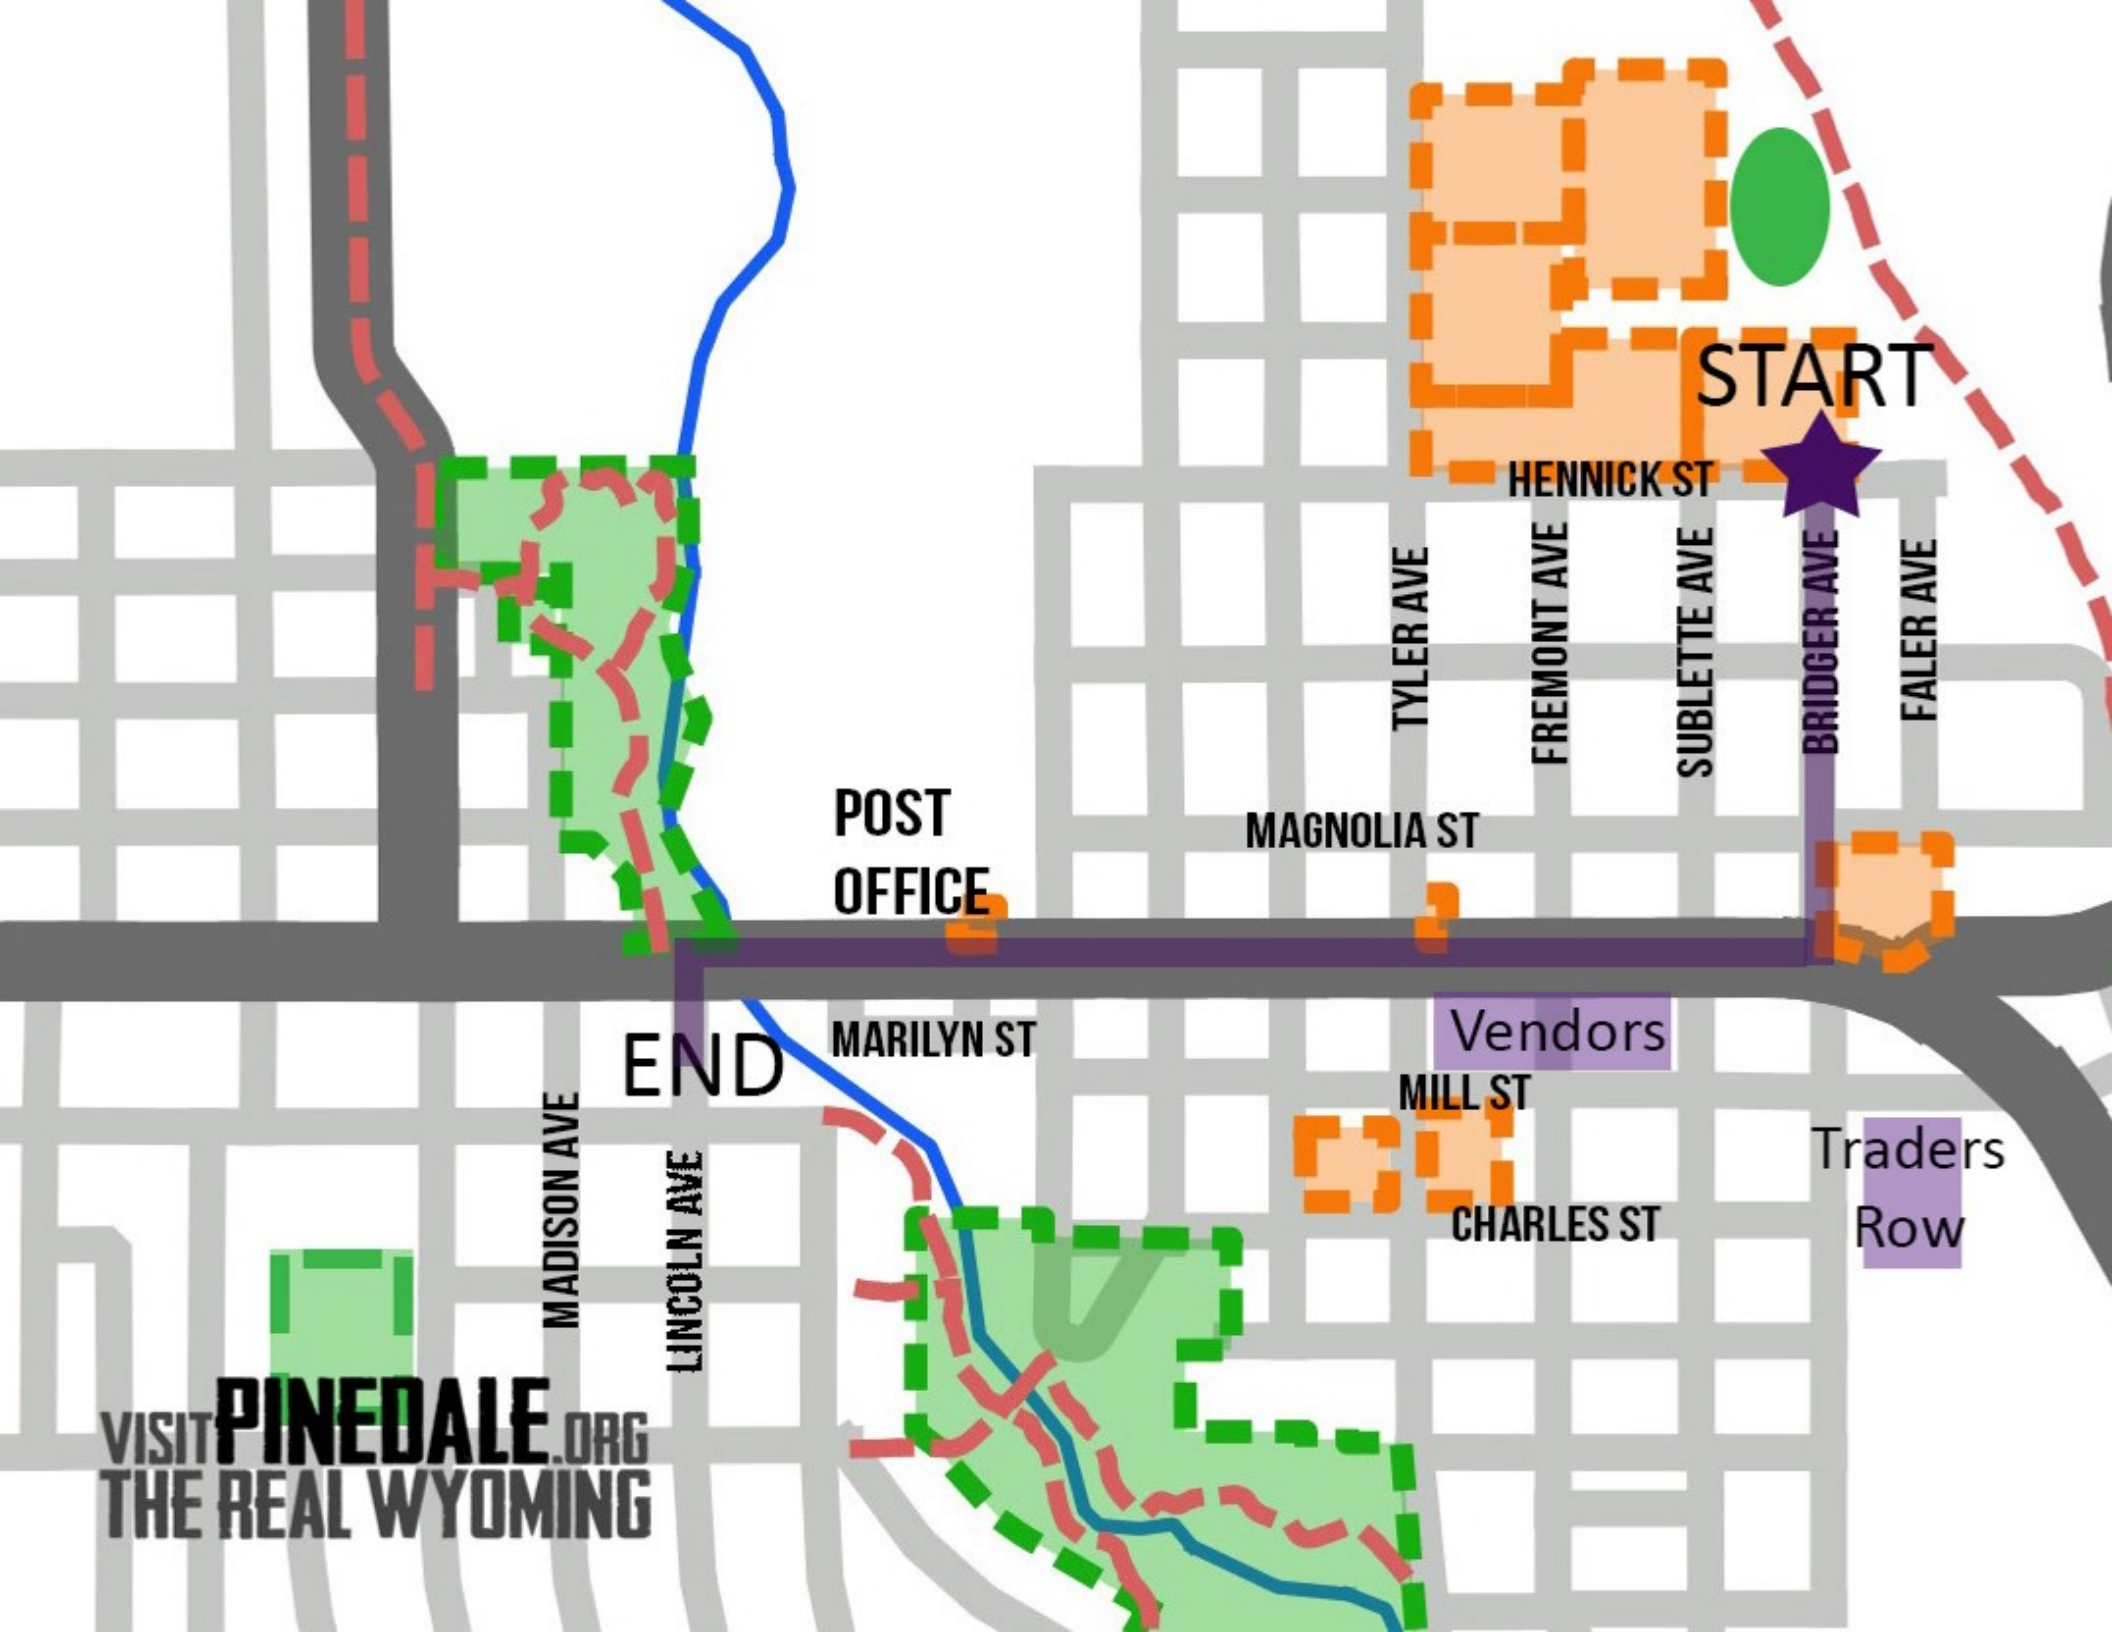 START
HENNICK ST
TYLER AVE
FREMONT AVE
SUBLETTE AVE
BRIDGER AVE
FALER AVE
POST
OFFICE
MAGNOLIA ST
MARILYN ST
Vendors
END
MILL ST
MADISON AVE
LINCOLN AVE
Traders
Row
CHARLES ST
VISITPINEDALE.ORG
THE REAL WYOMING